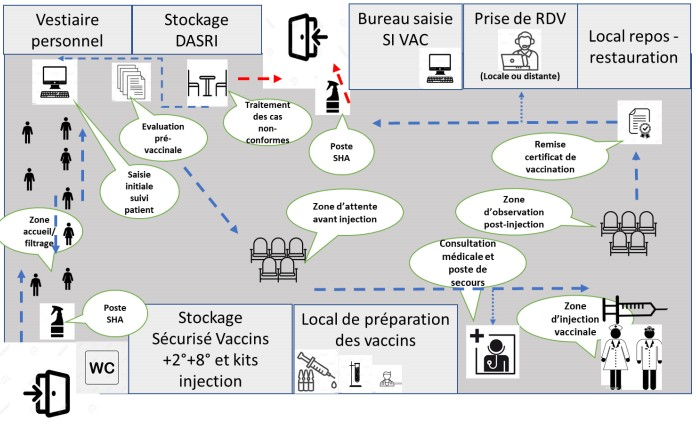 Vestiaire
personnel
Stockage
DASRI
Bureau saisie
SI VAC
Prise de RDV
(Locale ou distante)
Local repos -
restauration
Evaluation
pré-
vaccinale
Traitement
des cas
non-
conformes
Poste
SHA
Remise
certificat de
vaccination
Saisie
initiale
suivi
patient
Zone
accueil/
filtrage
Zone d'attente
avant injection
Zone
d'observation
post-injection
Consultation
médicale et
poste de
secours
Zone
d'injection
vaccinale
Poste
SHA
WC
Stockage
Sécurisé Vaccins
+2°+8° et kits
injection
Local de préparation
des vaccins